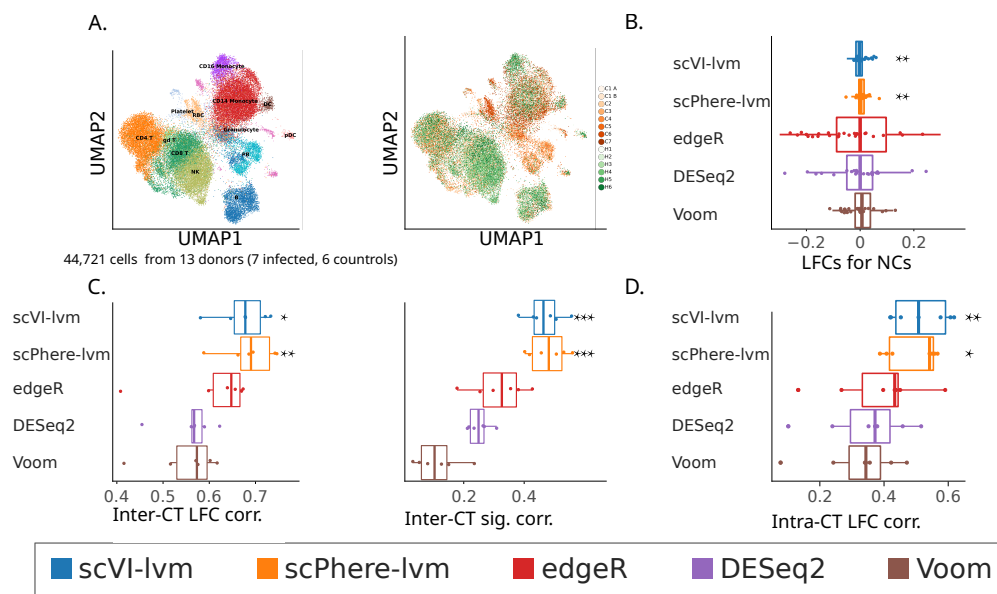 A.
B.
CD16 Monocyte
CD14 Monocyte
DC
Platelet
RBC
Granulocyte
pDC
CD4 T
gd T
CD8 T
PB
NK
B
UMAP2
UMAP1
UMAP2
UMAP1
C1 A
C1 B
C2
C3
C4
C5
C6
C7
H1
H2
H3
H4
H5
H6
44,721 cells from 13 donors (7 infected, 6 countrols)
scVI-lvm
scPhere-lvm
edgeR
DESeq2
Voom
**
**
−0.2
0
0.2
LFCs for NCs
C.
D.
scVI-lvm
scPhere-lvm
edgeR
DESeq2
Voom
*
**
0.4
0.5
0.6
0.7
Inter-CT LFC corr.
***
***
0.2
0.4
Inter-CT sig. corr.
scVI-lvm
scPhere-lvm
edgeR
DESeq2
Voom
**
*
0.2
0.4
0.6
Intra-CT LFC corr.
scVI-lvm
scPhere-lvm
edgeR
DESeq2
Voom